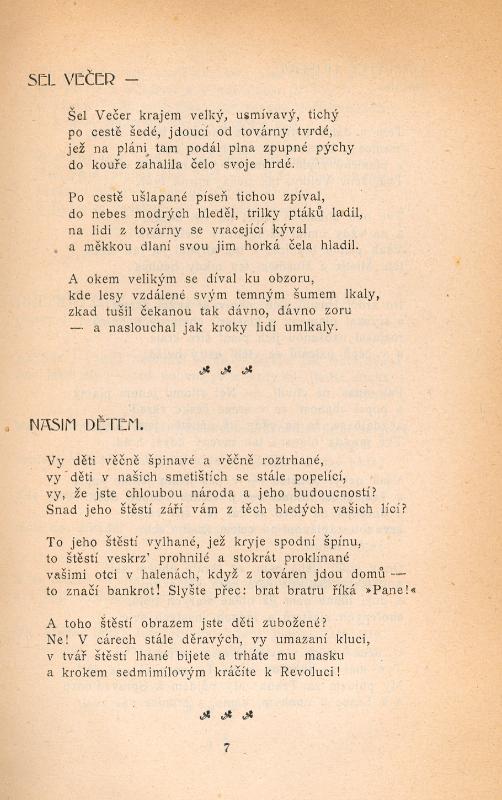 SEL VEČER —
Šel Večer krajem velký, usmívavý, tichý
po cestě šedé, jdoucí od továrny tvrdé,
jež na pláni tam podál plna zpupné pýchy
do kouře zahalila čelo svoje hrdé.
Po cestě ušlapané píseň tichou zpíval,
do nebes modrých hleděl, trilky ptáků ladil,
na lidi z továrny se vracející kýval
a měkkou dlaní svou jim horká čela hladil.
A okem velikým se díval ku obzoru,
kde lesy vzdálené svým temným šumem lkaly,
zkad tušil čekanou tak dávno, dávno zoru
— a naslouchal jak kroky lidí umlkaly.
NASIM DĚTEM.
Vy děti věčně špinavé a věčně roztrhané,
vy děti v našich smetištích se stále popelící,
vy, že jste chloubou národa a jeho budoucností?
Snad jeho štěstí září vám z těch bledých vašich lící?
To jeho štěstí vylhané, jež kryje spodní špínu,
to štěstí veskrz' prohnilé a stokrát proklínané
vašimi otci v halenách, když z továren jdou domů —
to značí bankrot! Slyšte přec: brat bratru říká »Pane!«
A toho štěstí obrazem jste děti zubožené?
Ne! V cárech stále děravých, vy umazaní kluci,
v tvář štěstí lhané bijete a trháte mu masku
a krokem sedmimílovým kráčíte k Revoluci!
7